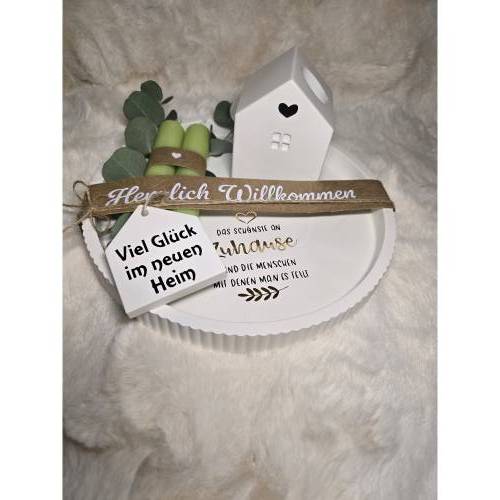 Herzlich Willkommen
Viel Glück
im neuen
Heim
DAS SCHÖNSTE AN
Zuhause
SIND DIE MENSCHEN
MIT DENEN MAN ES TEILT